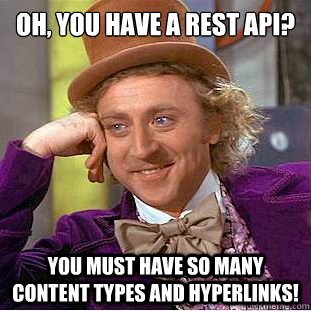 OH, YOU HAVE A REST API?
YOU MUST HAVE SO MANY
CONTENT TYPES AND HYPERLINKS!